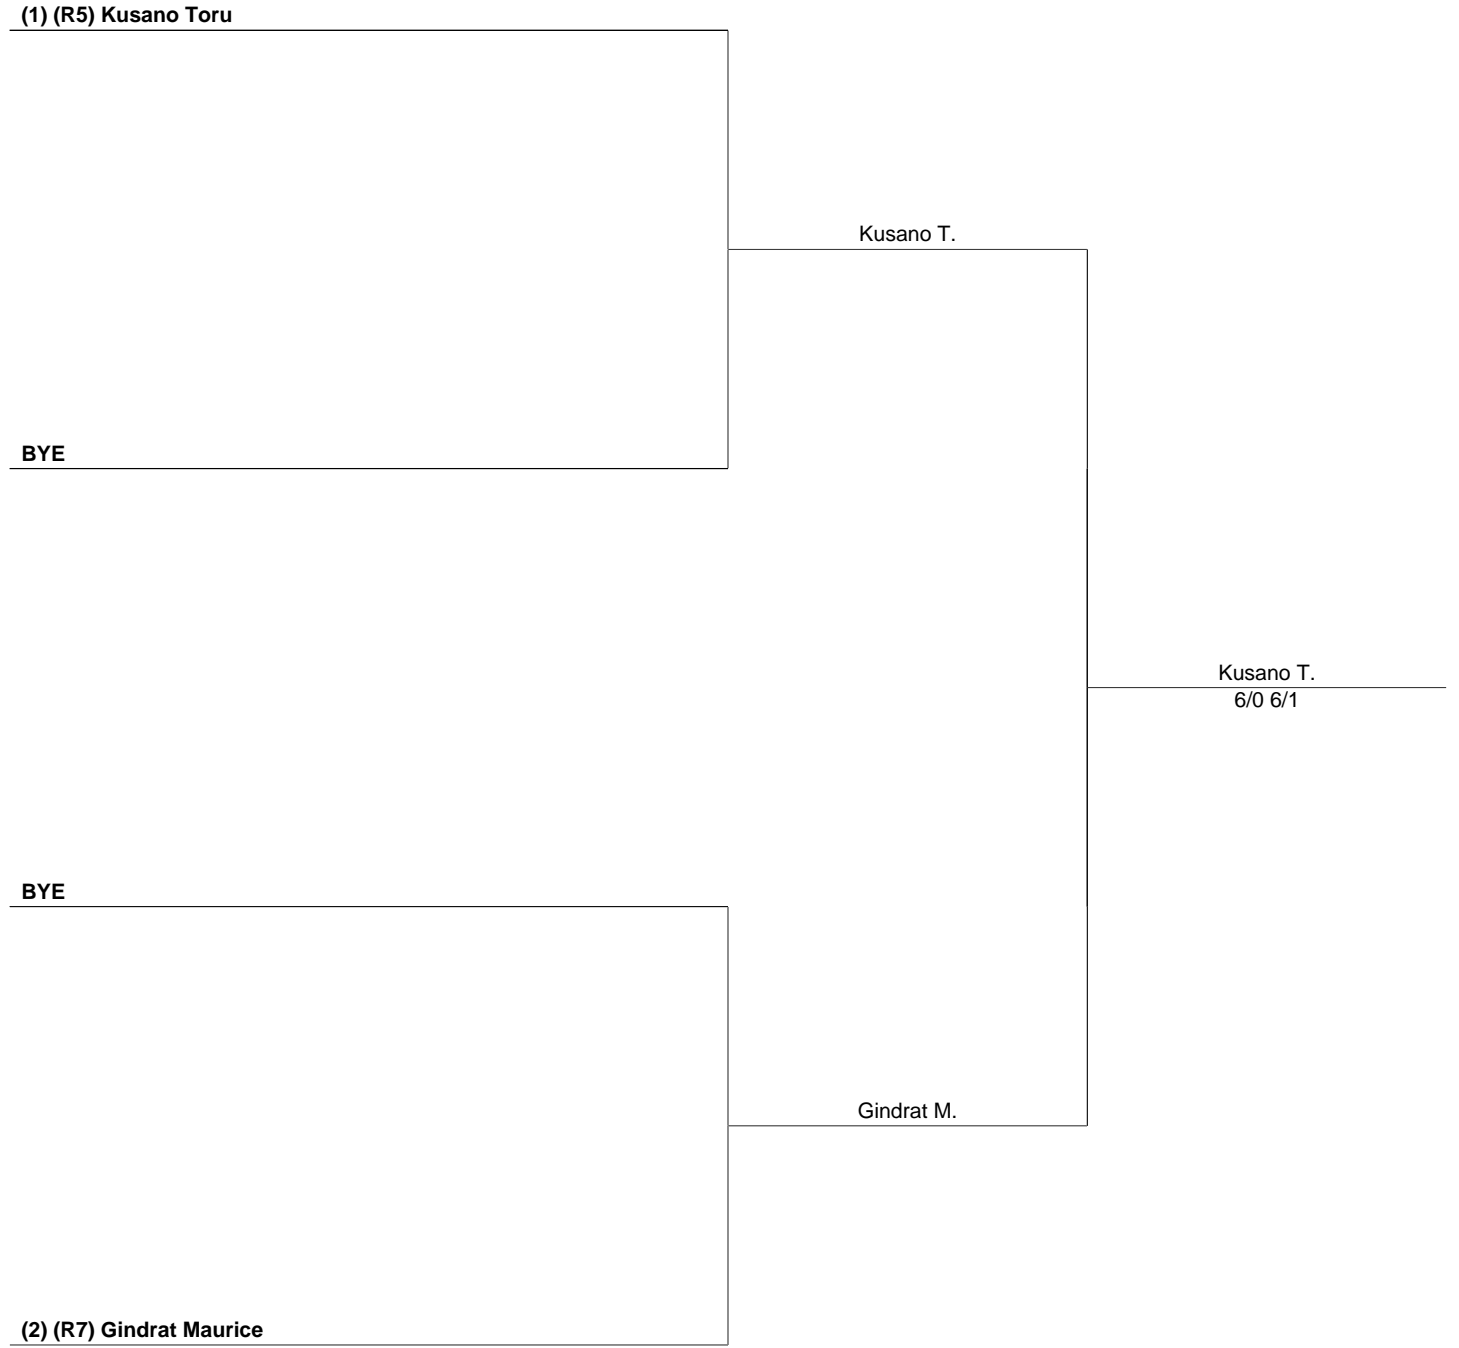 (1) (R5) Kusano Toru
Kusano T.
BYE
Kusano T.
6/0 6/1
BYE
Gindrat M.
(2) (R7) Gindrat Maurice